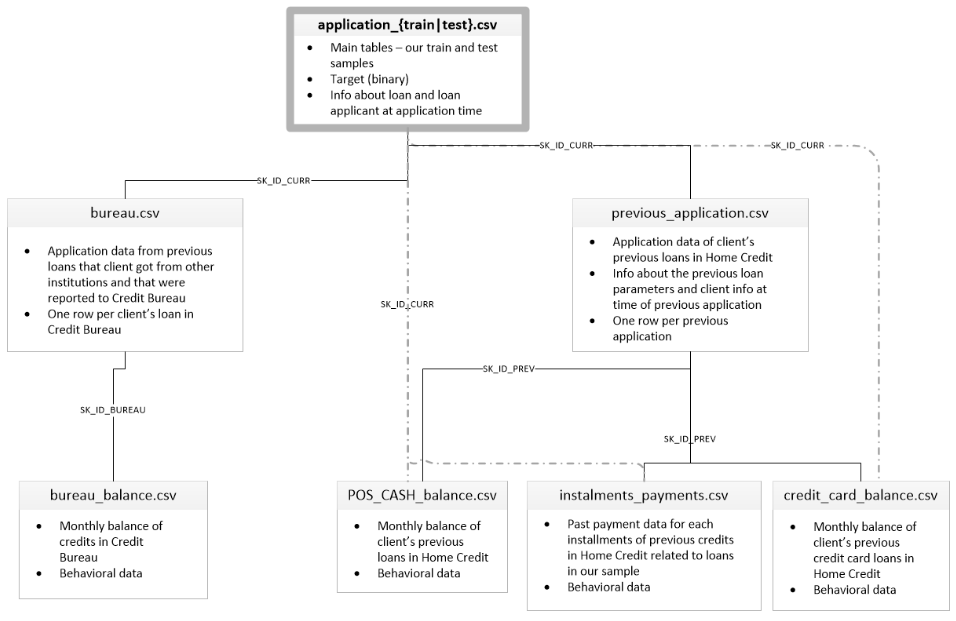 application_{train|test}.csv
• Main tables – our train and test
samples
• Target (binary)
• Info about loan and loan
applicant at application time
SK_ID_CURR
SK_ID_CURR
SK_ID_CURR
bureau.csv
• Application data from previous
loans that client got from other
institutions and that were
reported to Credit Bureau
• One row per client's loan in
Credit Bureau
previous_application.csv
• Application data of client's
previous loans in Home Credit
• Info about the previous loan
parameters and client info at
time of previous application
• One row per previous
application
SK_ID_CURR
SK_ID_PREV
SK_ID_BUREAU
SK_ID_PREV
bureau_balance.csv
• Monthly balance of
credits in Credit
Bureau
• Behavioral data
POS_CASH_balance.csv
• Monthly balance of
client's previous
loans in Home Credit
• Behavioral data
instalments_payments.csv
• Past payment data for each
installments of previous credits
in Home Credit related to loans
in our sample
• Behavioral data
credit_card_balance.csv
• Monthly balance of
client's previous
credit card loans in
Home Credit
• Behavioral data